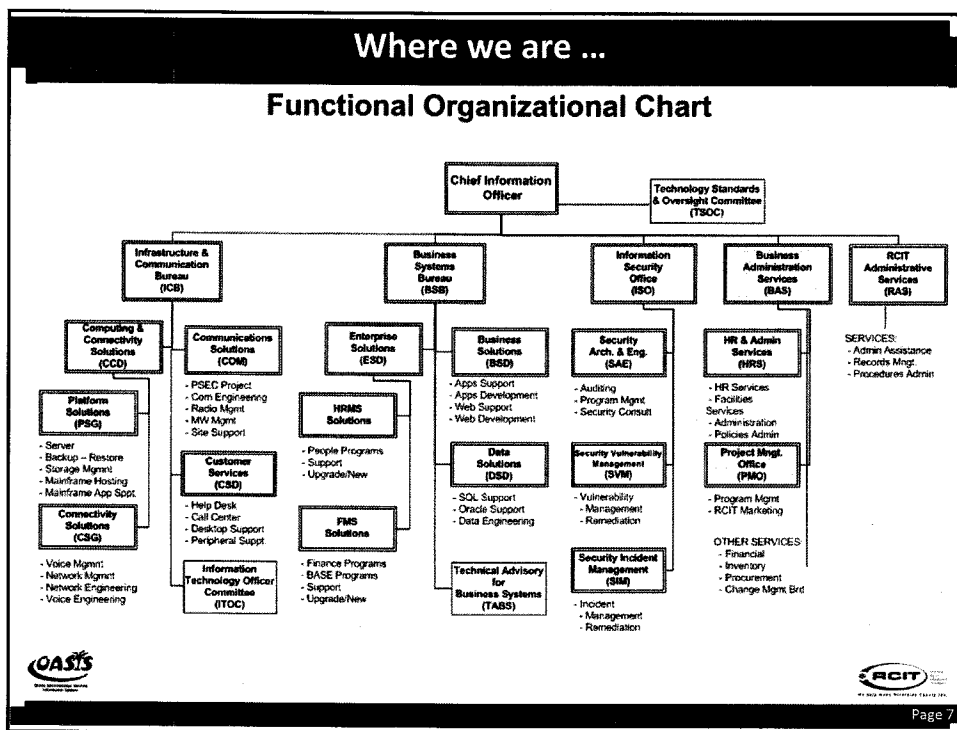 Where we are ...
Functional Organizational Chart
Chief Information
Officer
Technology Standards
& Oversight Committee
(TSOC)
Infrastructure &
Communication
Bureau
(ICB)
Business
Systems
Bureau
(BSB)
Information
Security
Office
(ISO)
Business
Administration
Services
(BAS)
RCIT
Administrative
Services
(RAS)
Computing &
Connectivity
Solutions
(CCD)
Communications
Solutions
(COM)
- PSEC Project
- Com Engineering
- Radio Mgmt
- MW Mgmt
- Site Support
Platform
Solutions
(PSG)
- Server
- Backup – Restore
- Storage Mgmnt
- Mainframe Hosting
- Mainframe App Sppt.
Customer
Services
(CSD)
- Help Desk
- Call Center
- Desktop Support
- Peripheral Suppt.
Connectivity
Solutions
(CSG)
- Voice Mgmnt
- Network Mgmnt
- Network Engineering
- Voice Engineering
Information
Technology Officer
Committee
(ITOC)
Enterprise
Solutions
(ESD)
Business
Solutions
(BSD)
- Apps Support
- Apps Development
- Web Support
- Web Development
HRMS
Solutions
- People Programs
- Support
- Upgrade/New
Data
Solutions
(DSD)
- SQL Support
- Oracle Support
- Data Engineering
FMS
Solutions
- Finance Programs
- BASE Programs
- Support
- Upgrade/New
Technical Advisory
for
Business Systems
(TABS)
Security
Arch. & Eng.
(SAE)
- Auditing
- Program Mgmt
- Security Consult
Security Vulnerability
Management
(SVM)
- Vulnerability
- Management
- Remediation
Security Incident
Management
(SIM)
- Incident
- Management
- Remediation
HR & Admin
Services
(HRS)
- HR Services
- Facilities
Services
- Administration
- Policies Admin
Project Mngt.
Office
(PMO)
- Program Mgmt
- RCIT Marketing
OTHER SERVICES
- Financial
- Inventory
- Procurement
- Change Mgmt Brd
SERVICES:
- Admin Assistance
- Records Mngt.
- Procedures Admin
OASIS
RCIT
Page 7